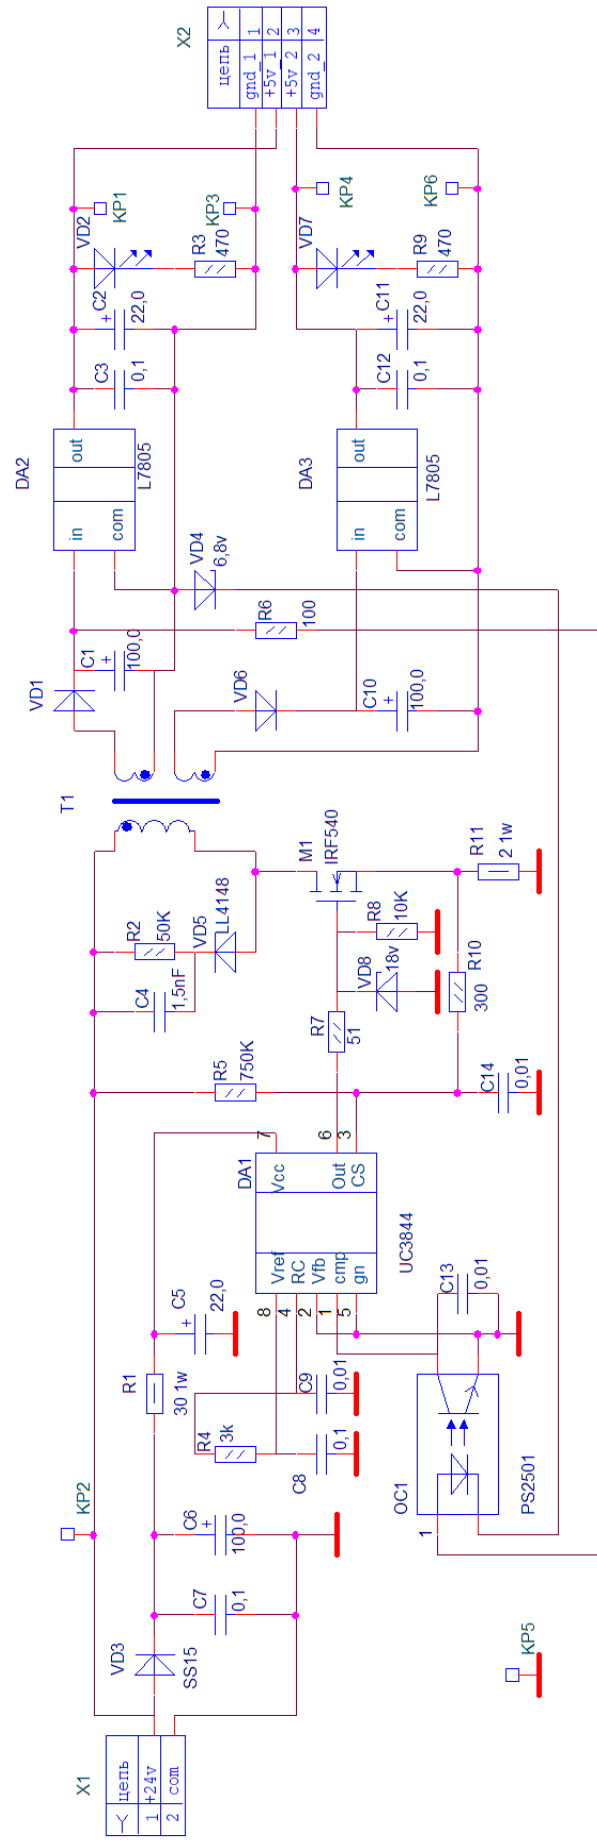 X1
цепь
1 +24v
2 com
VD3
SS15
C7
0,1
C6
+
100,0
KP2
KP5
R1
30 1w
C5
+
22,0
R4
3k
C8
0,1
C9
0,01
OC1
1
PS2501
C13
0,01
DA1
UC3844
8 Vref
4 RC
2 Vfb
1 cmp
5 gn
Vcc 7
Out 6
CS 3
R5
750K
C4
1,5nF
R2
50K
VD5
LL4148
R7
51
VD8
18v
R8
10K
M1
IRF540
C14
0,01
R10
300
R11
2 1w
T1
VD1
C1
+
100,0
VD6
C10
+
100,0
R6
100
VD4
6,8v
DA2
in
com
out
L7805
DA3
in
com
out
L7805
C3
0,1
C2
+
22,0
C12
0,1
C11
+
22,0
VD2
R3
470
VD7
R9
470
KP1
KP3
KP4
KP6
X2
цепь
gnd_1 1
+5v_1 2
+5v_2 3
gnd_2 4